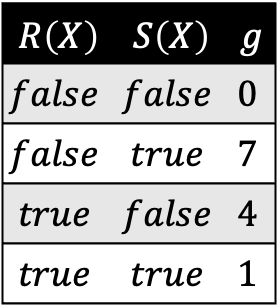 R(X) S(X) g
false false 0
false true 7
true false 4
true true 1